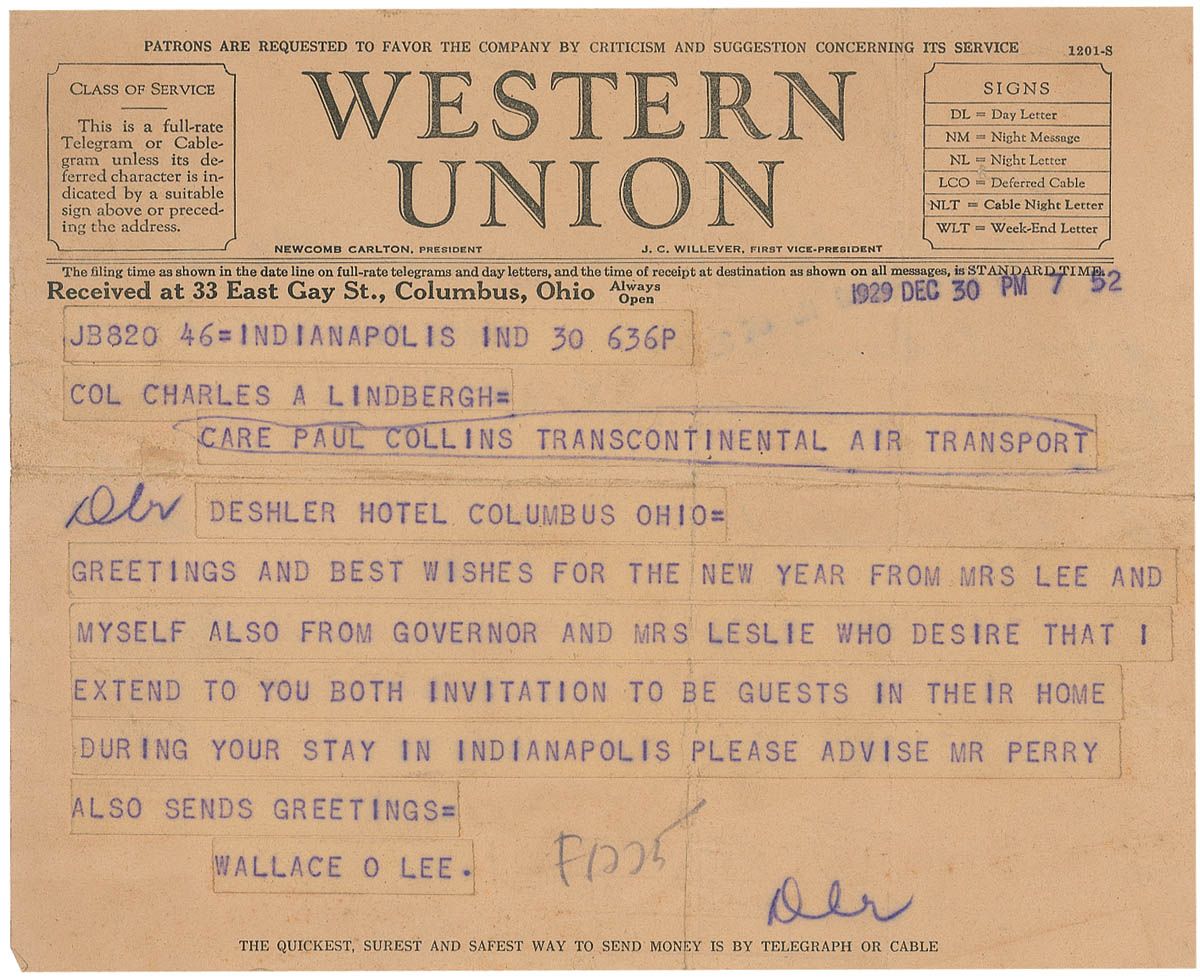 PATRONS ARE REQUESTED TO FAVOR THE COMPANY BY CRITICISM AND SUGGESTION CONCERNING ITS SERVICE
1201-S
CLASS OF SERVICE
This is a full-rate
Telegram or Cable-
gram unless its de-
ferred character is in-
dicated by a suitable
sign above or preced-
ing the address.
WESTERN
UNION
NEWCOMB CARLTON, PRESIDENT
J. C. WILLEVER, FIRST VICE-PRESIDENT
SIGNS
DL = Day Letter
NM = Night Message
NL = Night Letter
LCO = Deferred Cable
NLT = Cable Night Letter
WLT = Week-End Letter
The filing time as shown in the date line on full-rate telegrams and day letters, and the time of receipt at destination as shown on all messages, is STANDARD TIME.
Received at 33 East Gay St., Columbus, Ohio Always Open
1929 DEC 30 PM 7 52
JB820 46=INDIANAPOLIS IND 30 636P
COL CHARLES A LINDBERGH=
CARE PAUL COLLINS TRANSCONTINENTAL AIR TRANSPORT
Dlr DESHLER HOTEL COLUMBUS OHIO=
GREETINGS AND BEST WISHES FOR THE NEW YEAR FROM MRS LEE AND
MYSELF ALSO FROM GOVERNOR AND MRS LESLIE WHO DESIRE THAT I
EXTEND TO YOU BOTH INVITATION TO BE GUESTS IN THEIR HOME
DURING YOUR STAY IN INDIANAPOLIS PLEASE ADVISE MR PERRY
ALSO SENDS GREETINGS=
WALLACE O LEE.
Dlr
THE QUICKEST, SUREST AND SAFEST WAY TO SEND MONEY IS BY TELEGRAPH OR CABLE